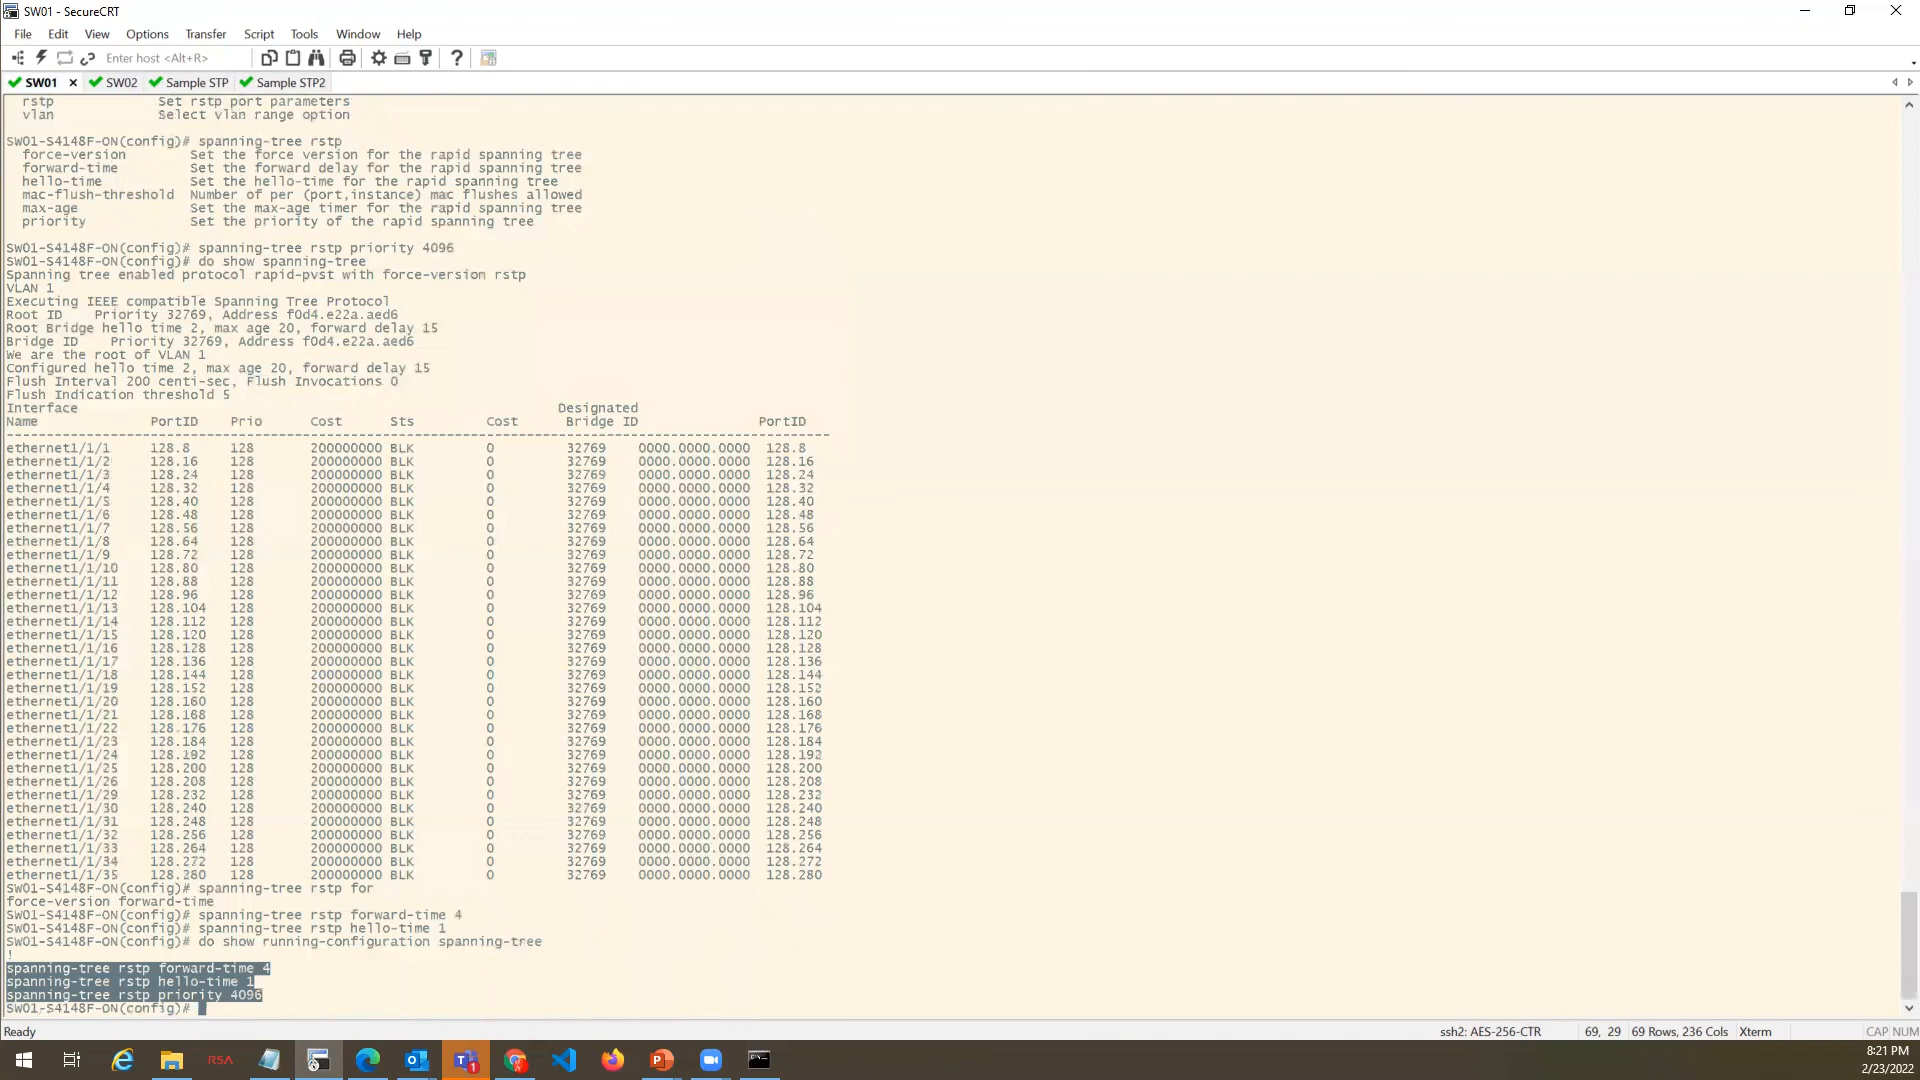 SW01 - SecureCRT
File Edit View Options Transfer Script Tools Window Help
Enter host <Alt+R>
SW01 SW02 Sample STP Sample STP2
rstp Set rstp port parameters
vlan Select vlan range option
SW01-S4148F-ON(config)# spanning-tree rstp
force-version Set the force version for the rapid spanning tree
forward-time Set the forward delay for the rapid spanning tree
hello-time Set the hello-time for the rapid spanning tree
mac-flush-threshold Number of per (port,instance) mac flushes allowed
max-age Set the max-age timer for the rapid spanning tree
priority Set the priority of the rapid spanning tree
SW01-S4148F-ON(config)# spanning-tree rstp priority 4096
SW01-S4148F-ON(config)# do show spanning-tree
Spanning tree enabled protocol rapid-pvst with force-version rstp
VLAN 1
Executing IEEE compatible Spanning Tree Protocol
Root ID Priority 32769, Address f0d4.e22a.aed6
Root Bridge hello time 2, max age 20, forward delay 15
Bridge ID Priority 32769, Address f0d4.e22a.aed6
We are the root of VLAN 1
Configured hello time 2, max age 20, forward delay 15
Flush Interval 200 centi-sec, Flush Invocations 0
Flush Indication threshold 5
Interface Designated
Name PortID Prio Cost Sts Cost Bridge ID PortID
--------------------------------------------------------------------------------------------------------
ethernet1/1/1 128.8 128 200000000 BLK 0 32769 0000.0000.0000 128.8
ethernet1/1/2 128.16 128 200000000 BLK 0 32769 0000.0000.0000 128.16
ethernet1/1/3 128.24 128 200000000 BLK 0 32769 0000.0000.0000 128.24
ethernet1/1/4 128.32 128 200000000 BLK 0 32769 0000.0000.0000 128.32
ethernet1/1/5 128.40 128 200000000 BLK 0 32769 0000.0000.0000 128.40
ethernet1/1/6 128.48 128 200000000 BLK 0 32769 0000.0000.0000 128.48
ethernet1/1/7 128.56 128 200000000 BLK 0 32769 0000.0000.0000 128.56
ethernet1/1/8 128.64 128 200000000 BLK 0 32769 0000.0000.0000 128.64
ethernet1/1/9 128.72 128 200000000 BLK 0 32769 0000.0000.0000 128.72
ethernet1/1/10 128.80 128 200000000 BLK 0 32769 0000.0000.0000 128.80
ethernet1/1/11 128.88 128 200000000 BLK 0 32769 0000.0000.0000 128.88
ethernet1/1/12 128.96 128 200000000 BLK 0 32769 0000.0000.0000 128.96
ethernet1/1/13 128.104 128 200000000 BLK 0 32769 0000.0000.0000 128.104
ethernet1/1/14 128.112 128 200000000 BLK 0 32769 0000.0000.0000 128.112
ethernet1/1/15 128.120 128 200000000 BLK 0 32769 0000.0000.0000 128.120
ethernet1/1/16 128.128 128 200000000 BLK 0 32769 0000.0000.0000 128.128
ethernet1/1/17 128.136 128 200000000 BLK 0 32769 0000.0000.0000 128.136
ethernet1/1/18 128.144 128 200000000 BLK 0 32769 0000.0000.0000 128.144
ethernet1/1/19 128.152 128 200000000 BLK 0 32769 0000.0000.0000 128.152
ethernet1/1/20 128.160 128 200000000 BLK 0 32769 0000.0000.0000 128.160
ethernet1/1/21 128.168 128 200000000 BLK 0 32769 0000.0000.0000 128.168
ethernet1/1/22 128.176 128 200000000 BLK 0 32769 0000.0000.0000 128.176
ethernet1/1/23 128.184 128 200000000 BLK 0 32769 0000.0000.0000 128.184
ethernet1/1/24 128.192 128 200000000 BLK 0 32769 0000.0000.0000 128.192
ethernet1/1/25 128.200 128 200000000 BLK 0 32769 0000.0000.0000 128.200
ethernet1/1/26 128.208 128 200000000 BLK 0 32769 0000.0000.0000 128.208
ethernet1/1/29 128.232 128 200000000 BLK 0 32769 0000.0000.0000 128.232
ethernet1/1/30 128.240 128 200000000 BLK 0 32769 0000.0000.0000 128.240
ethernet1/1/31 128.248 128 200000000 BLK 0 32769 0000.0000.0000 128.248
ethernet1/1/32 128.256 128 200000000 BLK 0 32769 0000.0000.0000 128.256
ethernet1/1/33 128.264 128 200000000 BLK 0 32769 0000.0000.0000 128.264
ethernet1/1/34 128.272 128 200000000 BLK 0 32769 0000.0000.0000 128.272
ethernet1/1/35 128.280 128 200000000 BLK 0 32769 0000.0000.0000 128.280
SW01-S4148F-ON(config)# spanning-tree rstp for
force-version forward-time
SW01-S4148F-ON(config)# spanning-tree rstp forward-time 4
SW01-S4148F-ON(config)# spanning-tree rstp hello-time 1
SW01-S4148F-ON(config)# do show running-configuration spanning-tree
!
spanning-tree rstp forward-time 4
spanning-tree rstp hello-time 1
spanning-tree rstp priority 4096
SW01-S4148F-ON(config)#
Ready ssh2: AES-256-CTR 69, 29 69 Rows, 236 Cols Xterm CAP NUM
RSA
8:21 PM
2/23/2022